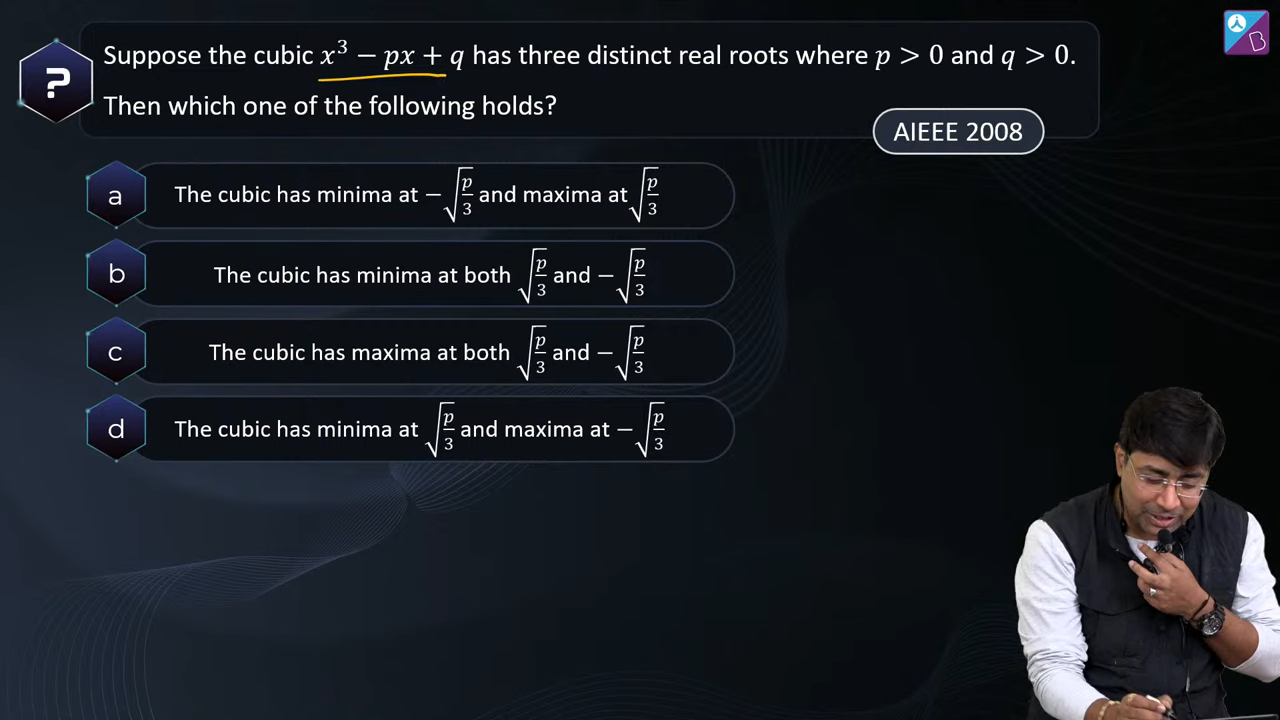 Suppose the cubic x³ − px + q has three distinct real roots where p > 0 and q > 0.
Then which one of the following holds?
AIEEE 2008
a The cubic has minima at −√(p/3) and maxima at √(p/3)
b The cubic has minima at both √(p/3) and −√(p/3)
c The cubic has maxima at both √(p/3) and −√(p/3)
d The cubic has minima at √(p/3) and maxima at −√(p/3)
?
B